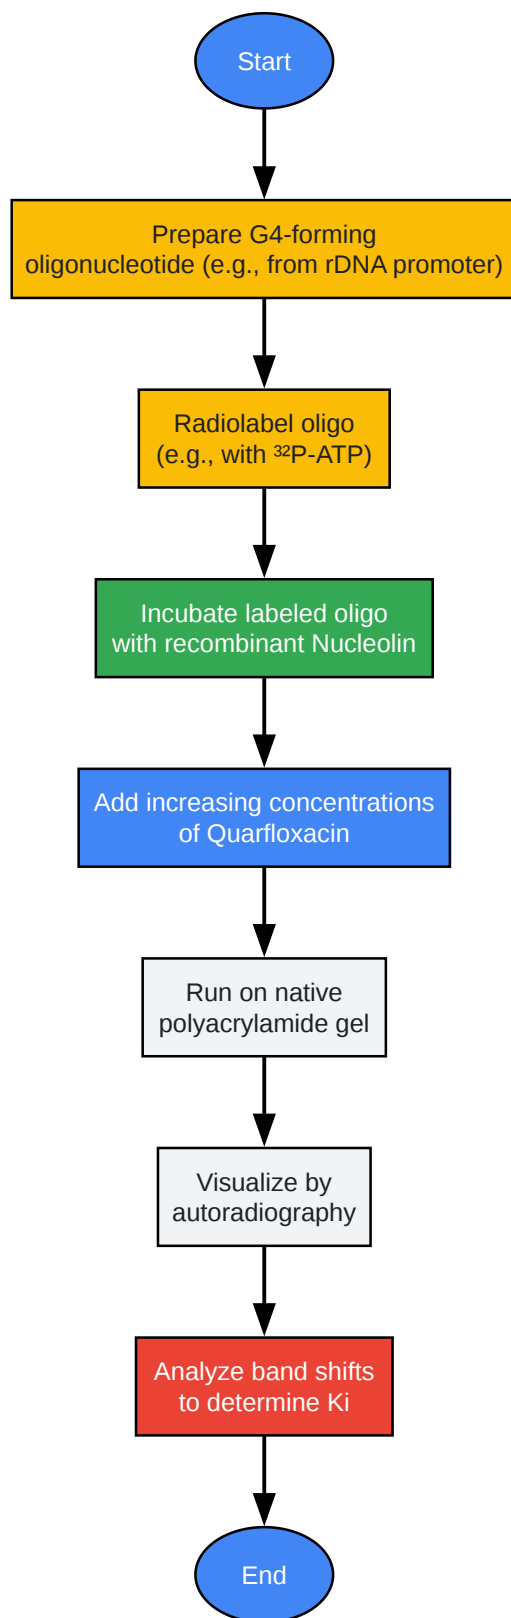 Start
Prepare G4-forming
oligonucleotide (e.g., from rDNA promoter)
Radiolabel oligo
(e.g., with ³²P-ATP)
Incubate labeled oligo
with recombinant Nucleolin
Add increasing concentrations
of Quarfloxacin
Run on native
polyacrylamide gel
Visualize by
autoradiography
Analyze band shifts
to determine Ki
End